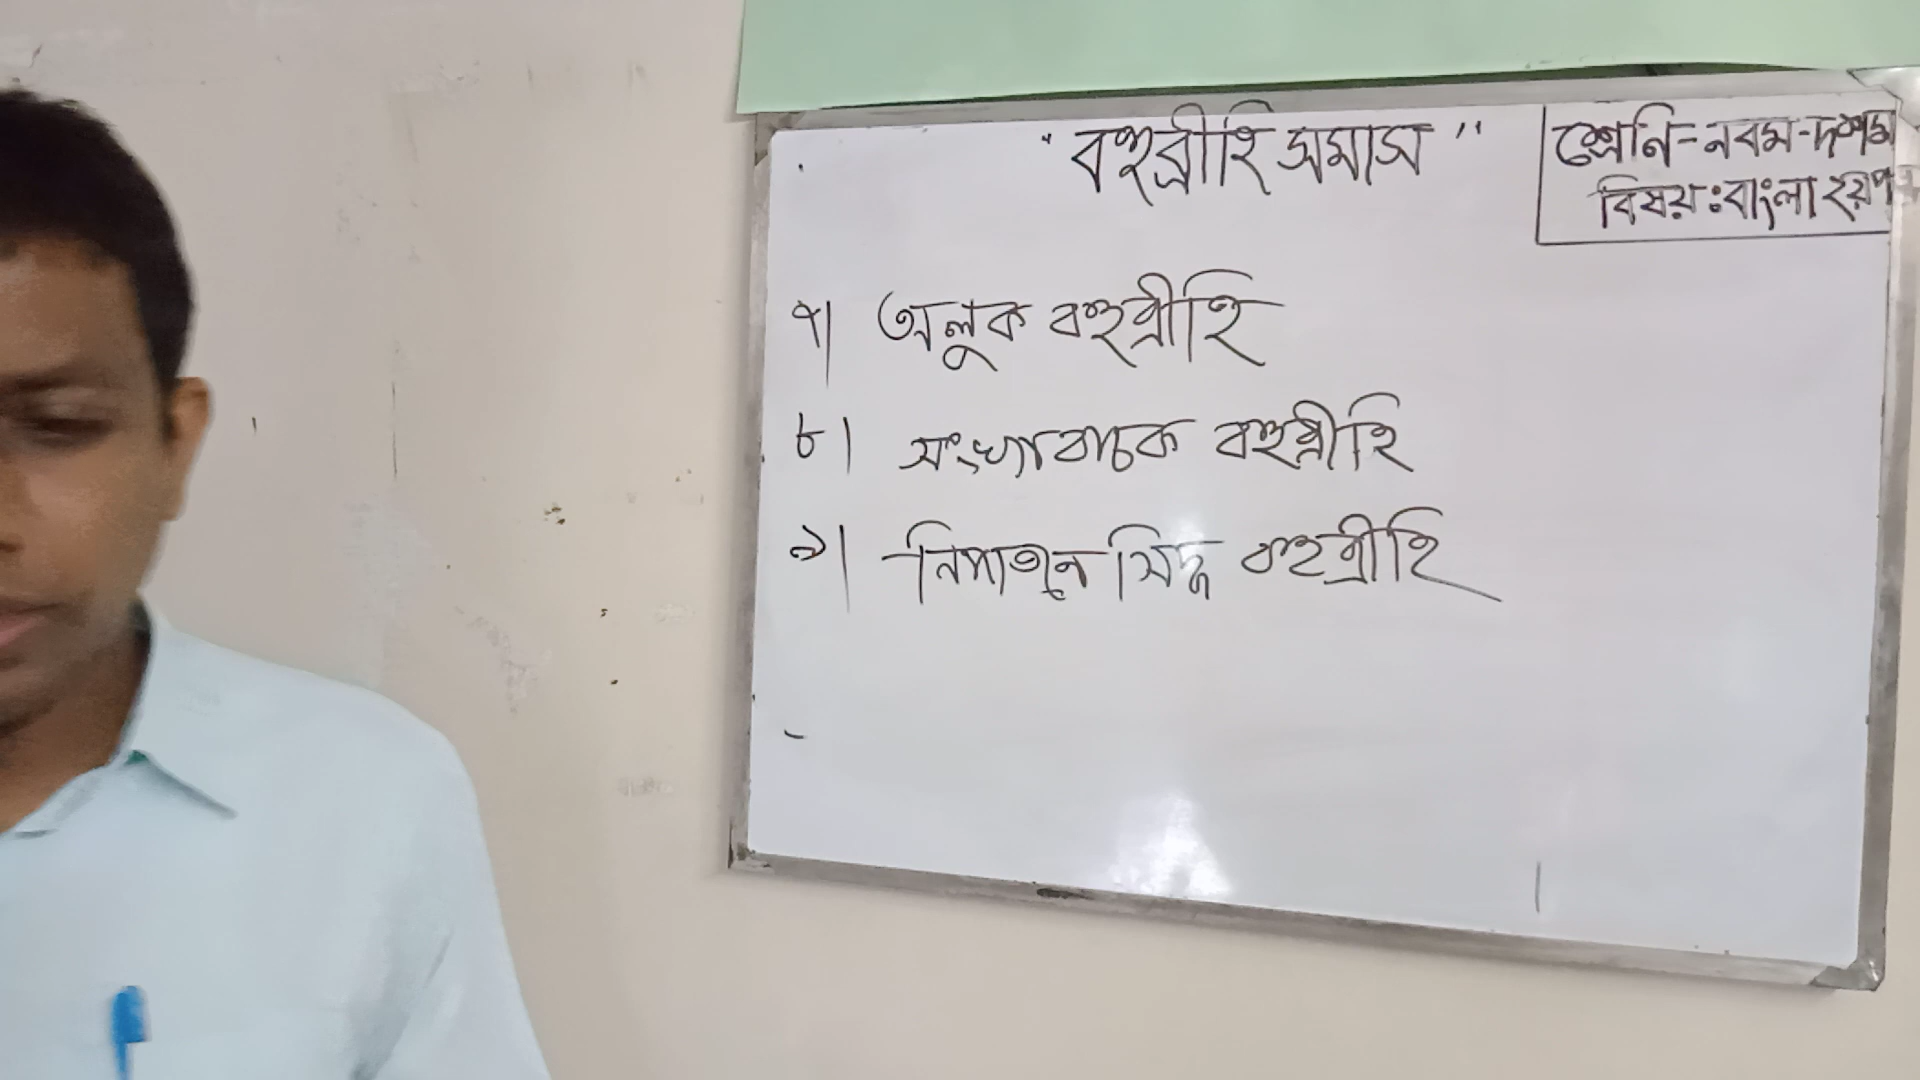 "বহুব্রীহি সমাস"
শ্রেনি-নবম-দশম
বিষয়: বাংলা ২য়
৭| অলুক বহুব্রীহি
৮| সংখ্যাবাচক বহুব্রীহি
৯| নিপাতনে সিদ্ধ বহুব্রীহি